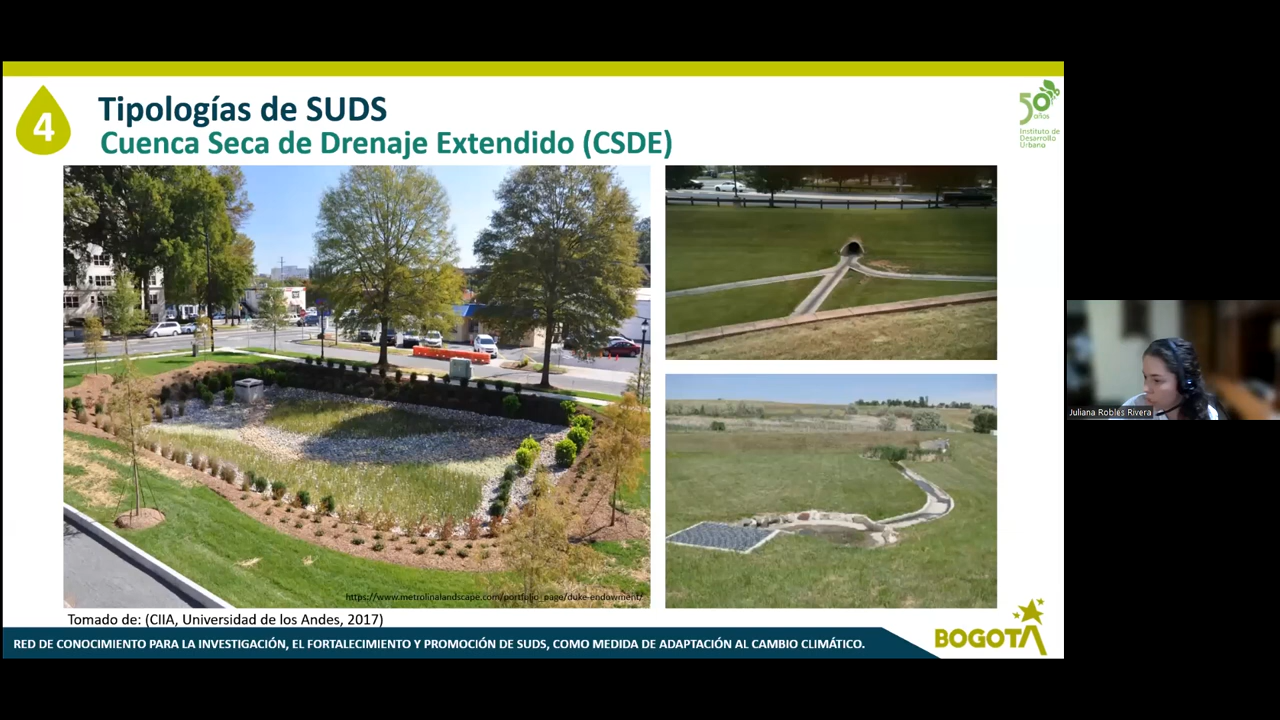 4
Tipologías de SUDS
Cuenca Seca de Drenaje Extendido (CSDE)
50
años
Instituto de
Desarrollo
Urbano
https://www.metrolinalandscape.com/portfolio_page/duke-endowment/
Tomado de: (CIIA, Universidad de los Andes, 2017)
RED DE CONOCIMIENTO PARA LA INVESTIGACIÓN, EL FORTALECIMIENTO Y PROMOCIÓN DE SUDS, COMO MEDIDA DE ADAPTACIÓN AL CAMBIO CLIMÁTICO.
BOGOTÁ
Juliana Robles Rivera